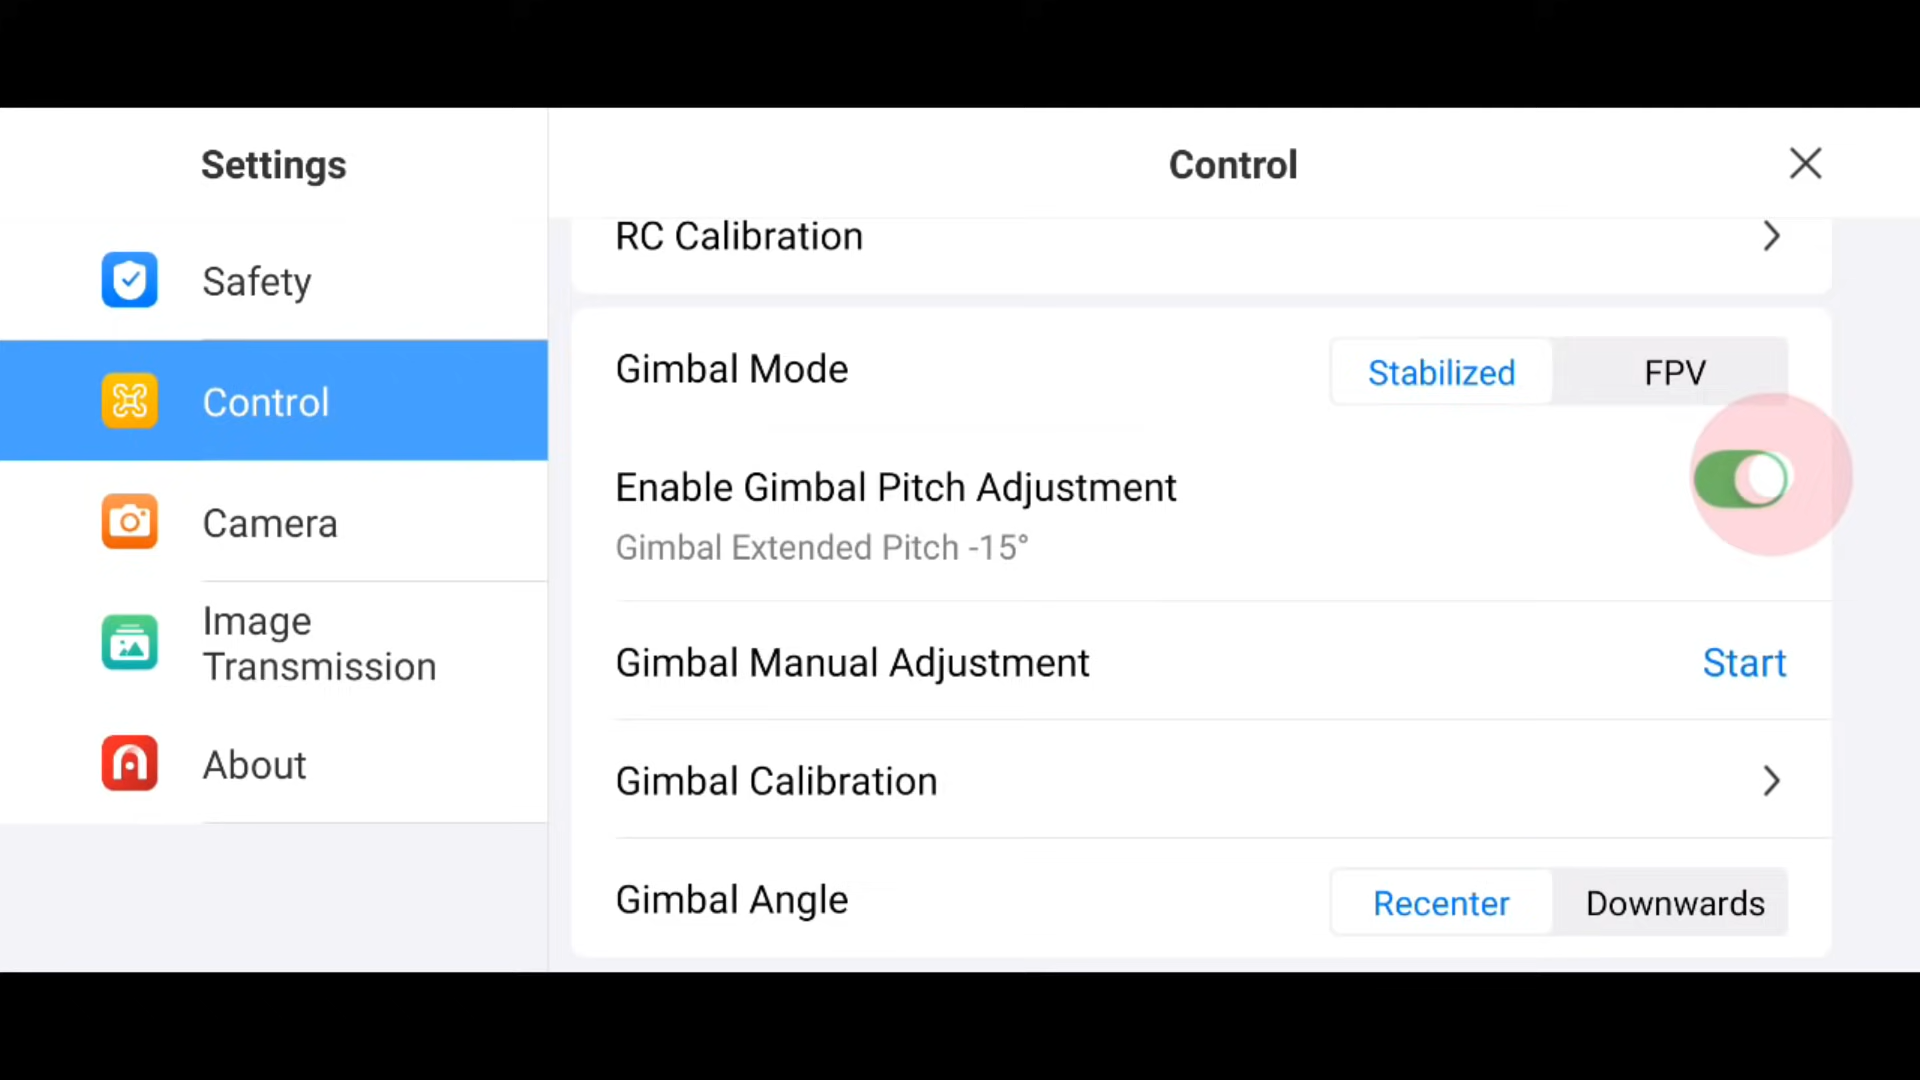 Settings
Control
Safety
Control
Camera
Image
Transmission
About
RC Calibration
Gimbal Mode
Stabilized
FPV
Enable Gimbal Pitch Adjustment
Gimbal Extended Pitch -15°
Gimbal Manual Adjustment
Start
Gimbal Calibration
Gimbal Angle
Recenter
Downwards